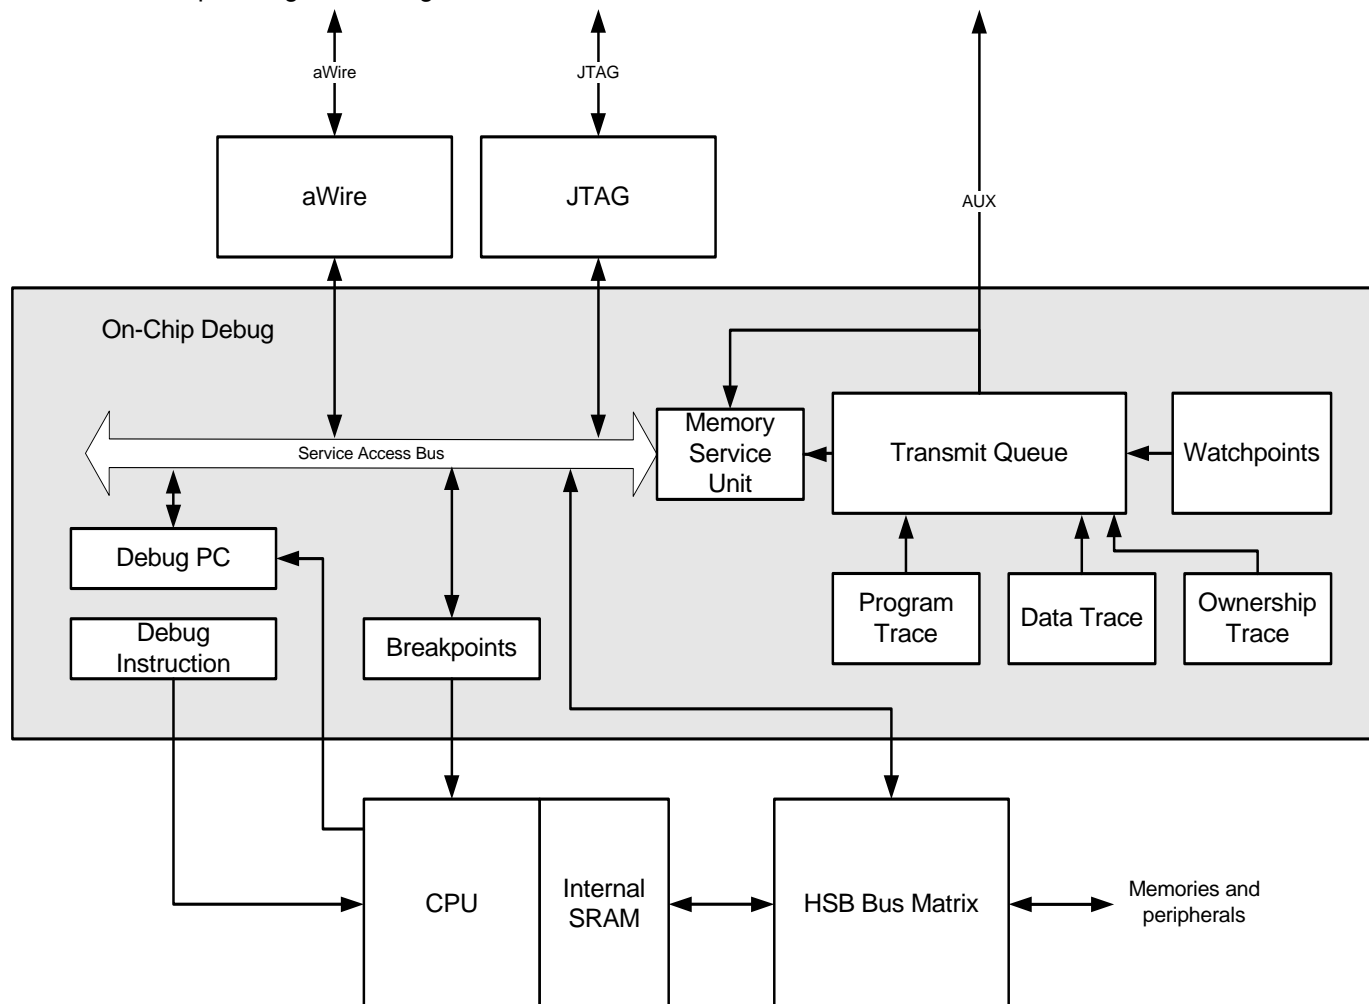 aWire
JTAG
aWire
JTAG
AUX
On-Chip Debug
Service Access Bus
Memory
Service
Unit
Transmit Queue
Watchpoints
Debug PC
Debug
Instruction
Breakpoints
Program
Trace
Data Trace
Ownership
Trace
CPU
Internal
SRAM
HSB Bus Matrix
Memories and
peripherals